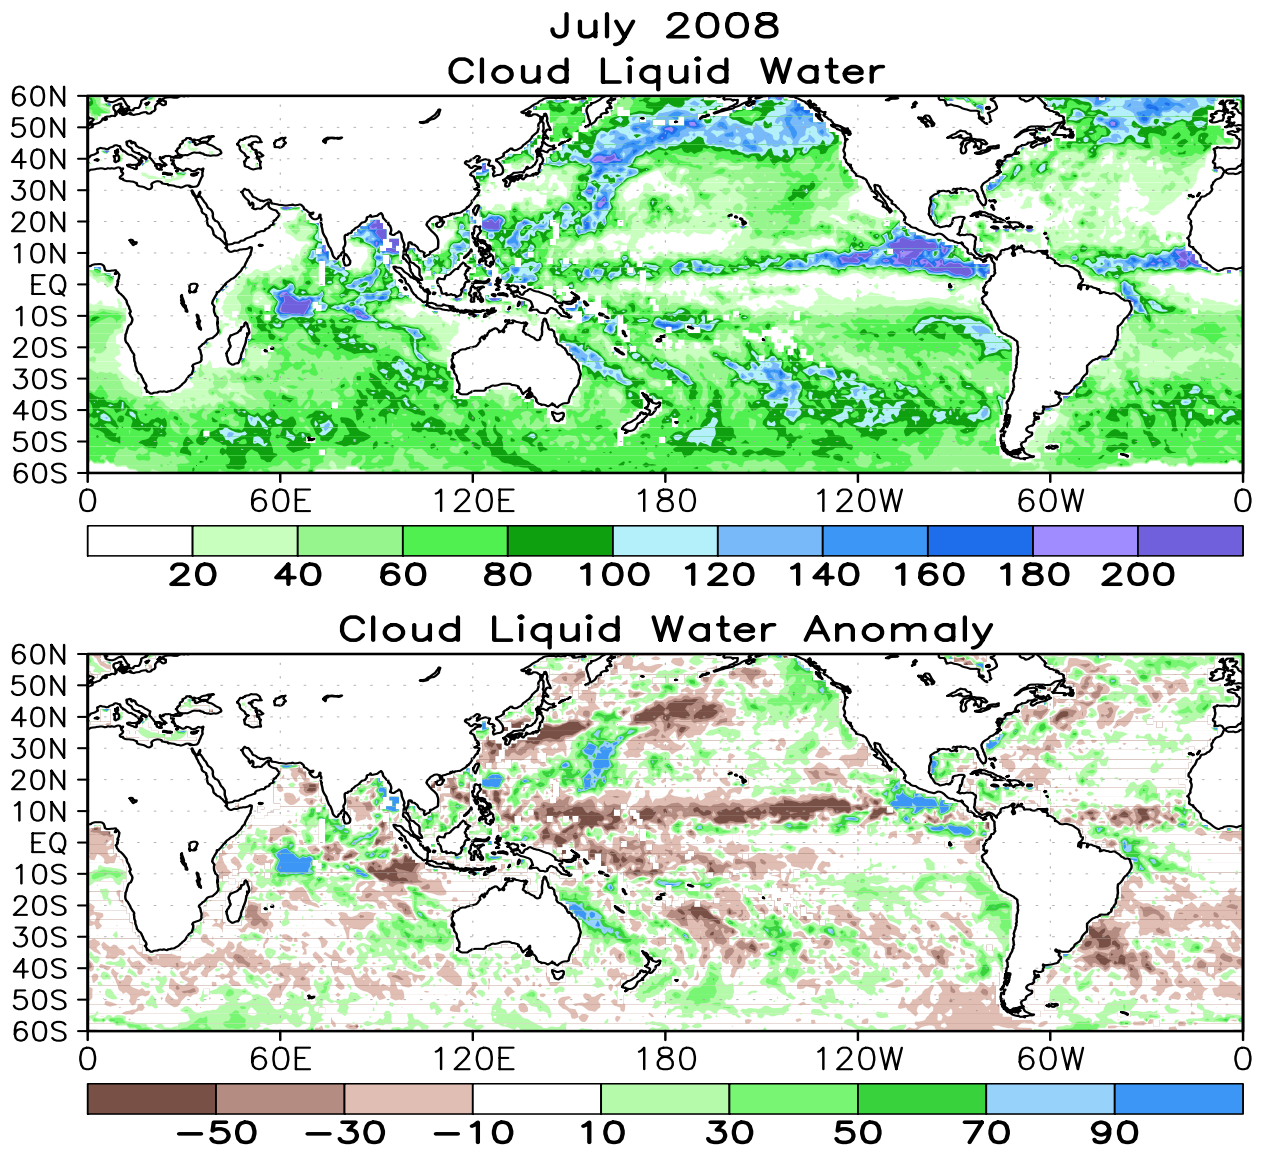 July 2008
Cloud Liquid Water
60N
50N
40N
30N
20N
10N
EQ
10S
20S
30S
40S
50S
60S
0 60E 120E 180 120W 60W 0
20 40 60 80 100 120 140 160 180 200
Cloud Liquid Water Anomaly
60N
50N
40N
30N
20N
10N
EQ
10S
20S
30S
40S
50S
60S
0 60E 120E 180 120W 60W 0
−50 −30 −10 10 30 50 70 90